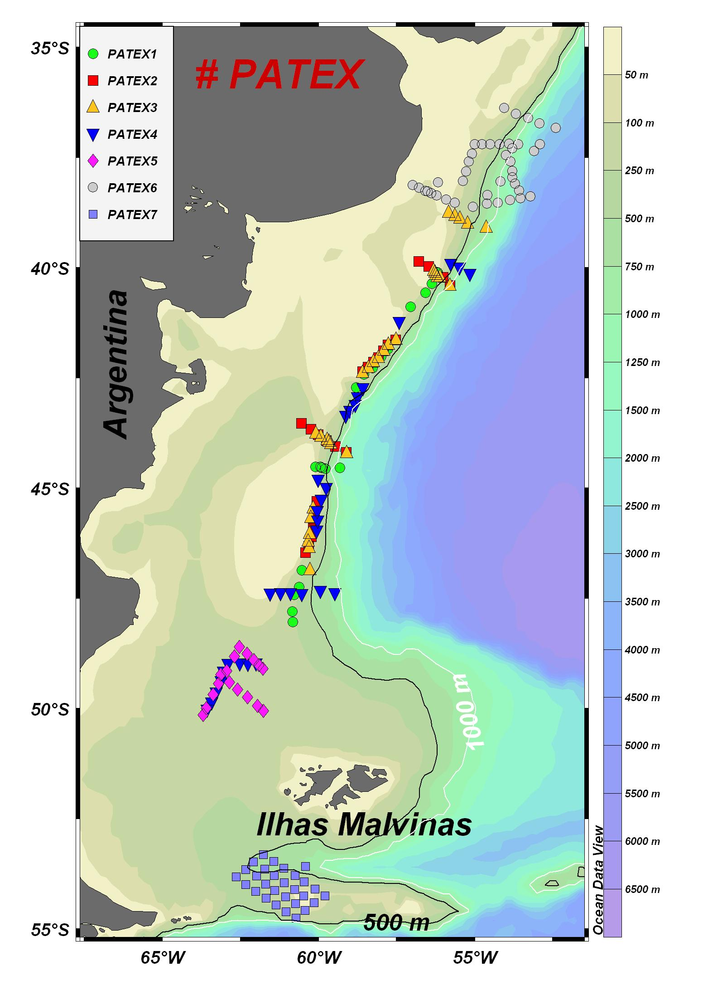 # PATEX
PATEX1
PATEX2
PATEX3
PATEX4
PATEX5
PATEX6
PATEX7
35°S
40°S
45°S
50°S
55°S
65°W
60°W
55°W
Argentina
Ilhas Malvinas
1000 m
500 m
50 m
100 m
250 m
500 m
750 m
1000 m
1250 m
1500 m
2000 m
2500 m
3000 m
3500 m
4000 m
4500 m
5000 m
5500 m
6000 m
6500 m
Ocean Data View